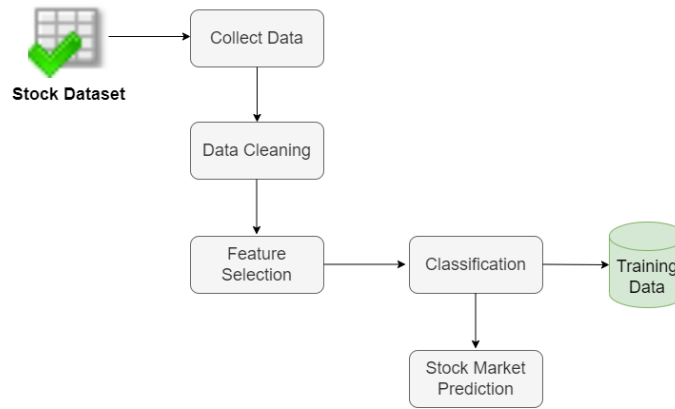 Collect Data
Stock Dataset
Data Cleaning
Feature
Selection
Classification
Training
Data
Stock Market
Prediction